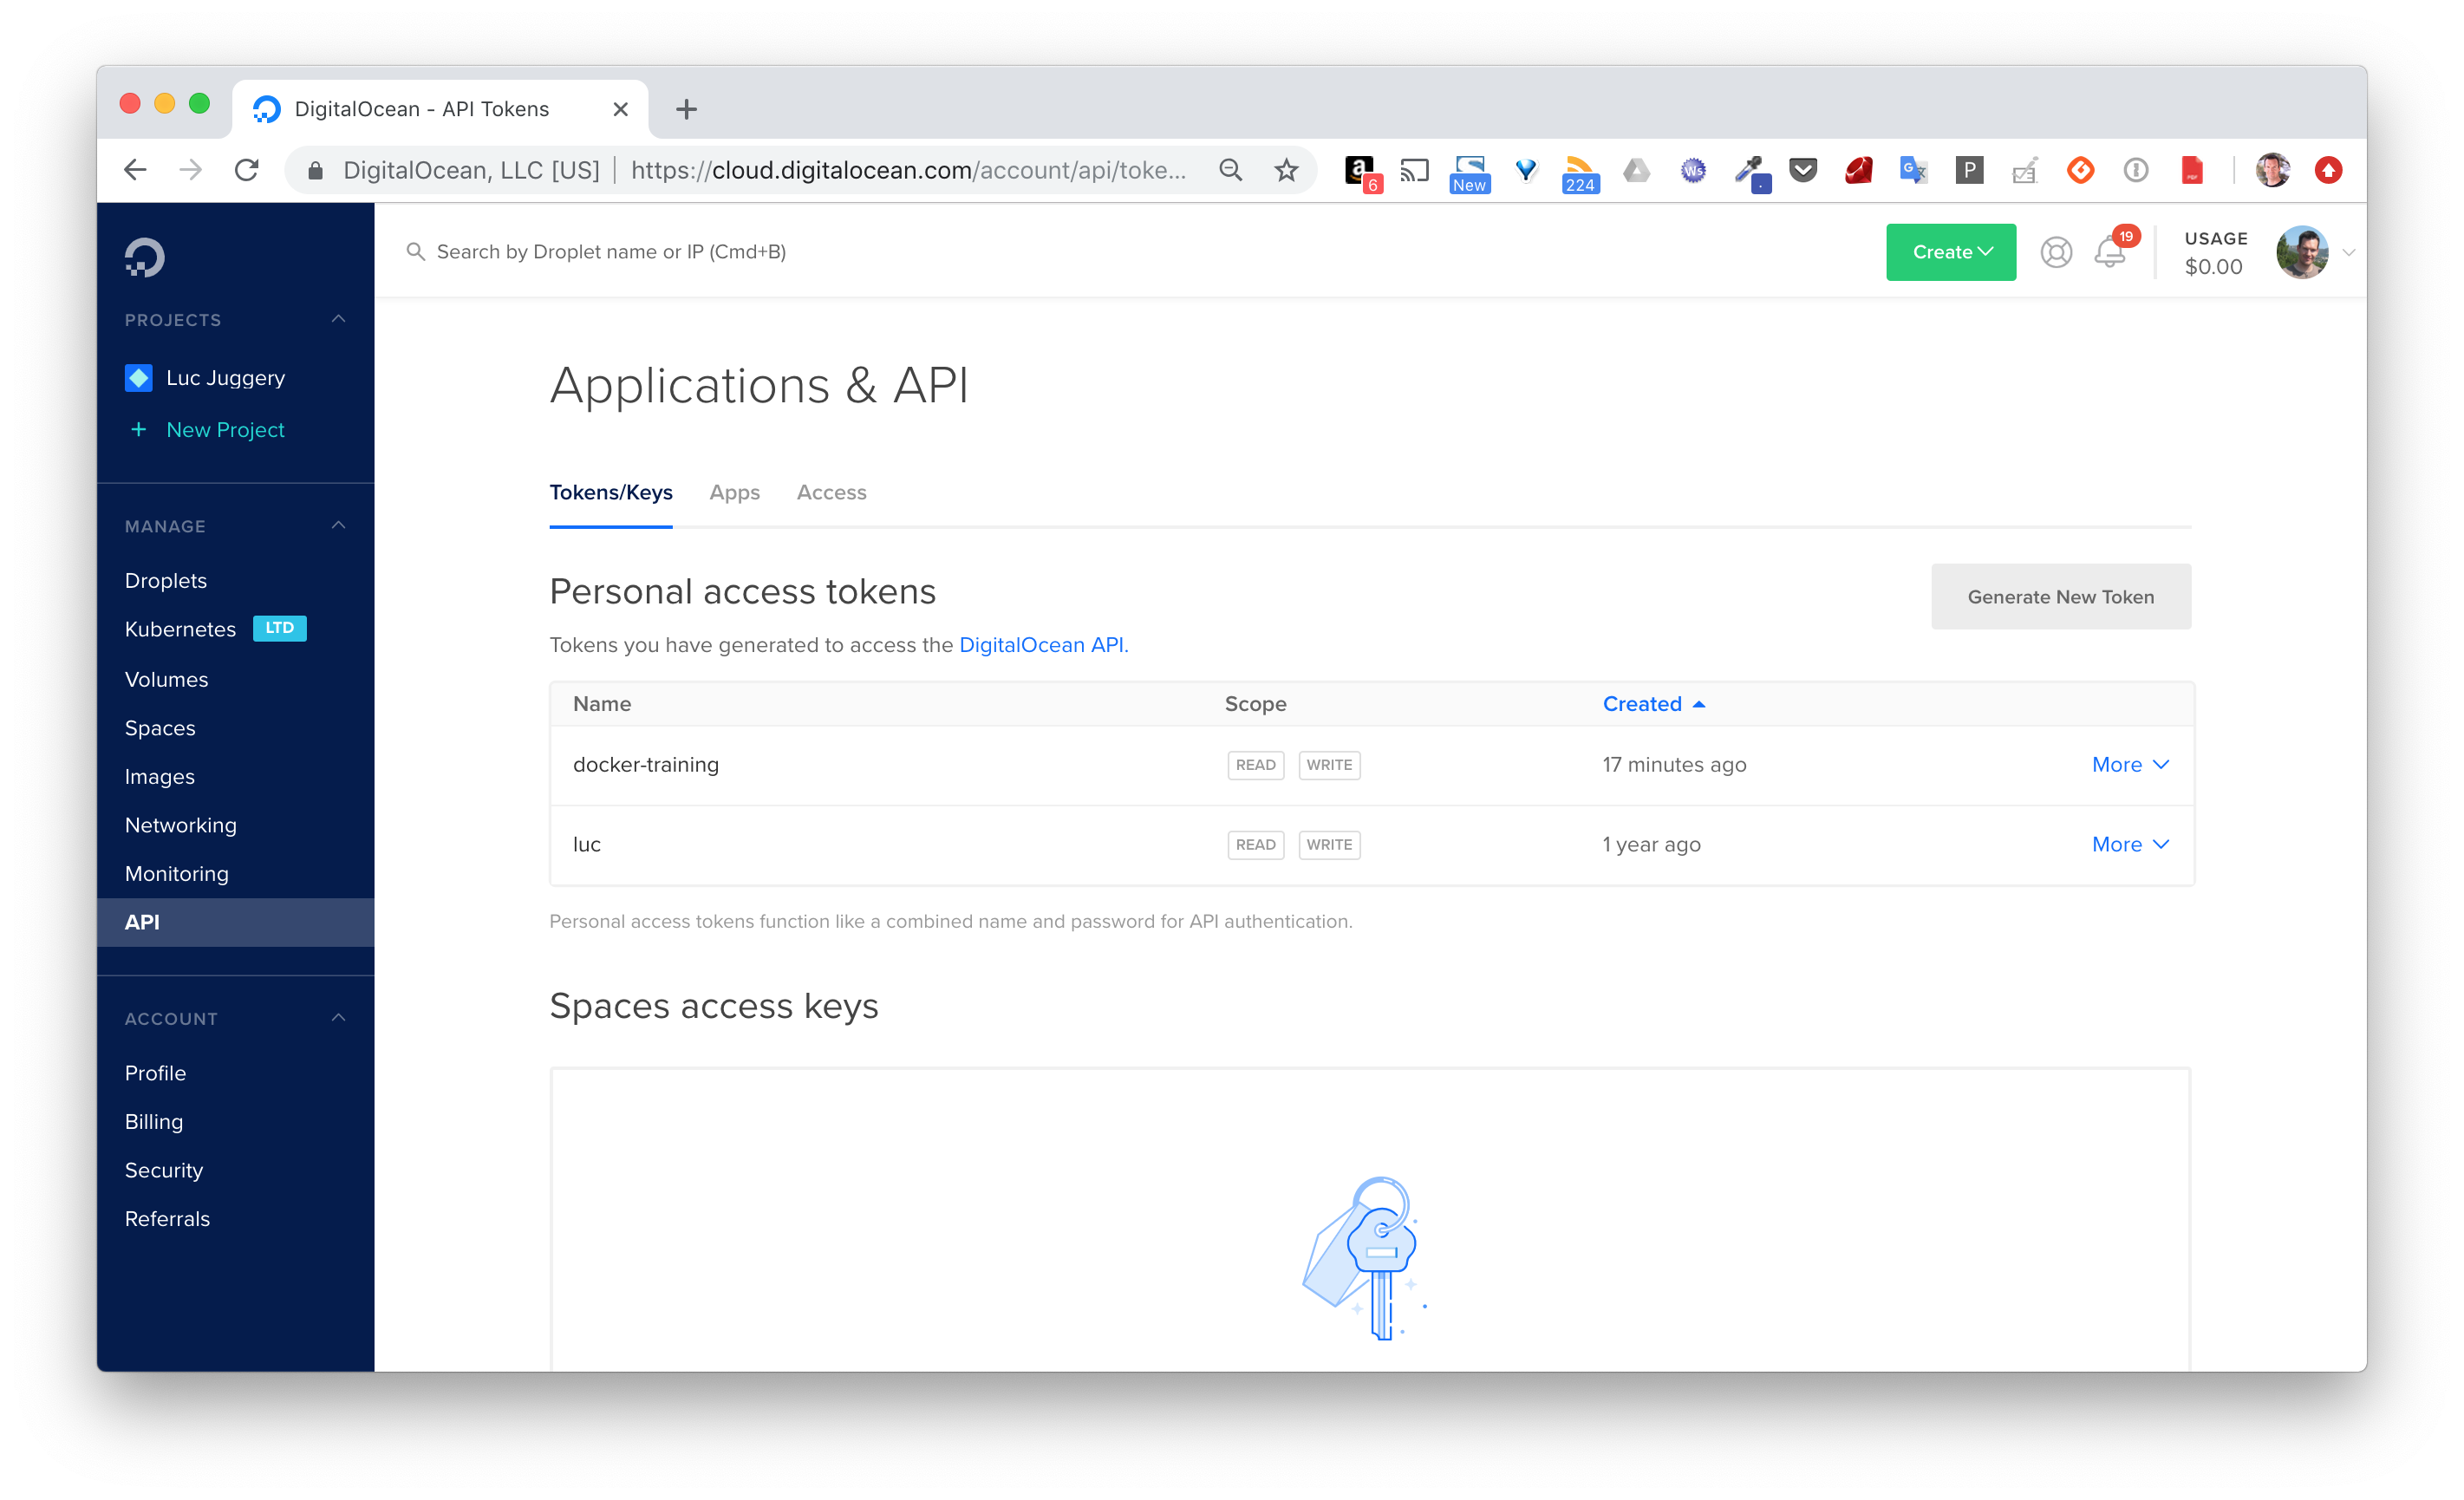 DigitalOcean - API Tokens
DigitalOcean, LLC [US] | https://cloud.digitalocean.com/account/api/toke...
6
New
224
P
Search by Droplet name or IP (Cmd+B)
Create
19
USAGE
$0.00
PROJECTS
Luc Juggery
+ New Project
MANAGE
Droplets
Kubernetes LTD
Volumes
Spaces
Images
Networking
Monitoring
API
ACCOUNT
Profile
Billing
Security
Referrals
Applications & API
Tokens/Keys Apps Access
Personal access tokens
Generate New Token
Tokens you have generated to access the DigitalOcean API.
Name Scope Created
docker-training READ WRITE 17 minutes ago More
luc READ WRITE 1 year ago More
Personal access tokens function like a combined name and password for API authentication.
Spaces access keys